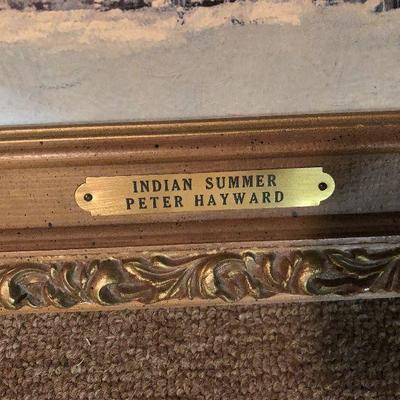 INDIAN SUMMER
PETER HAYWARD